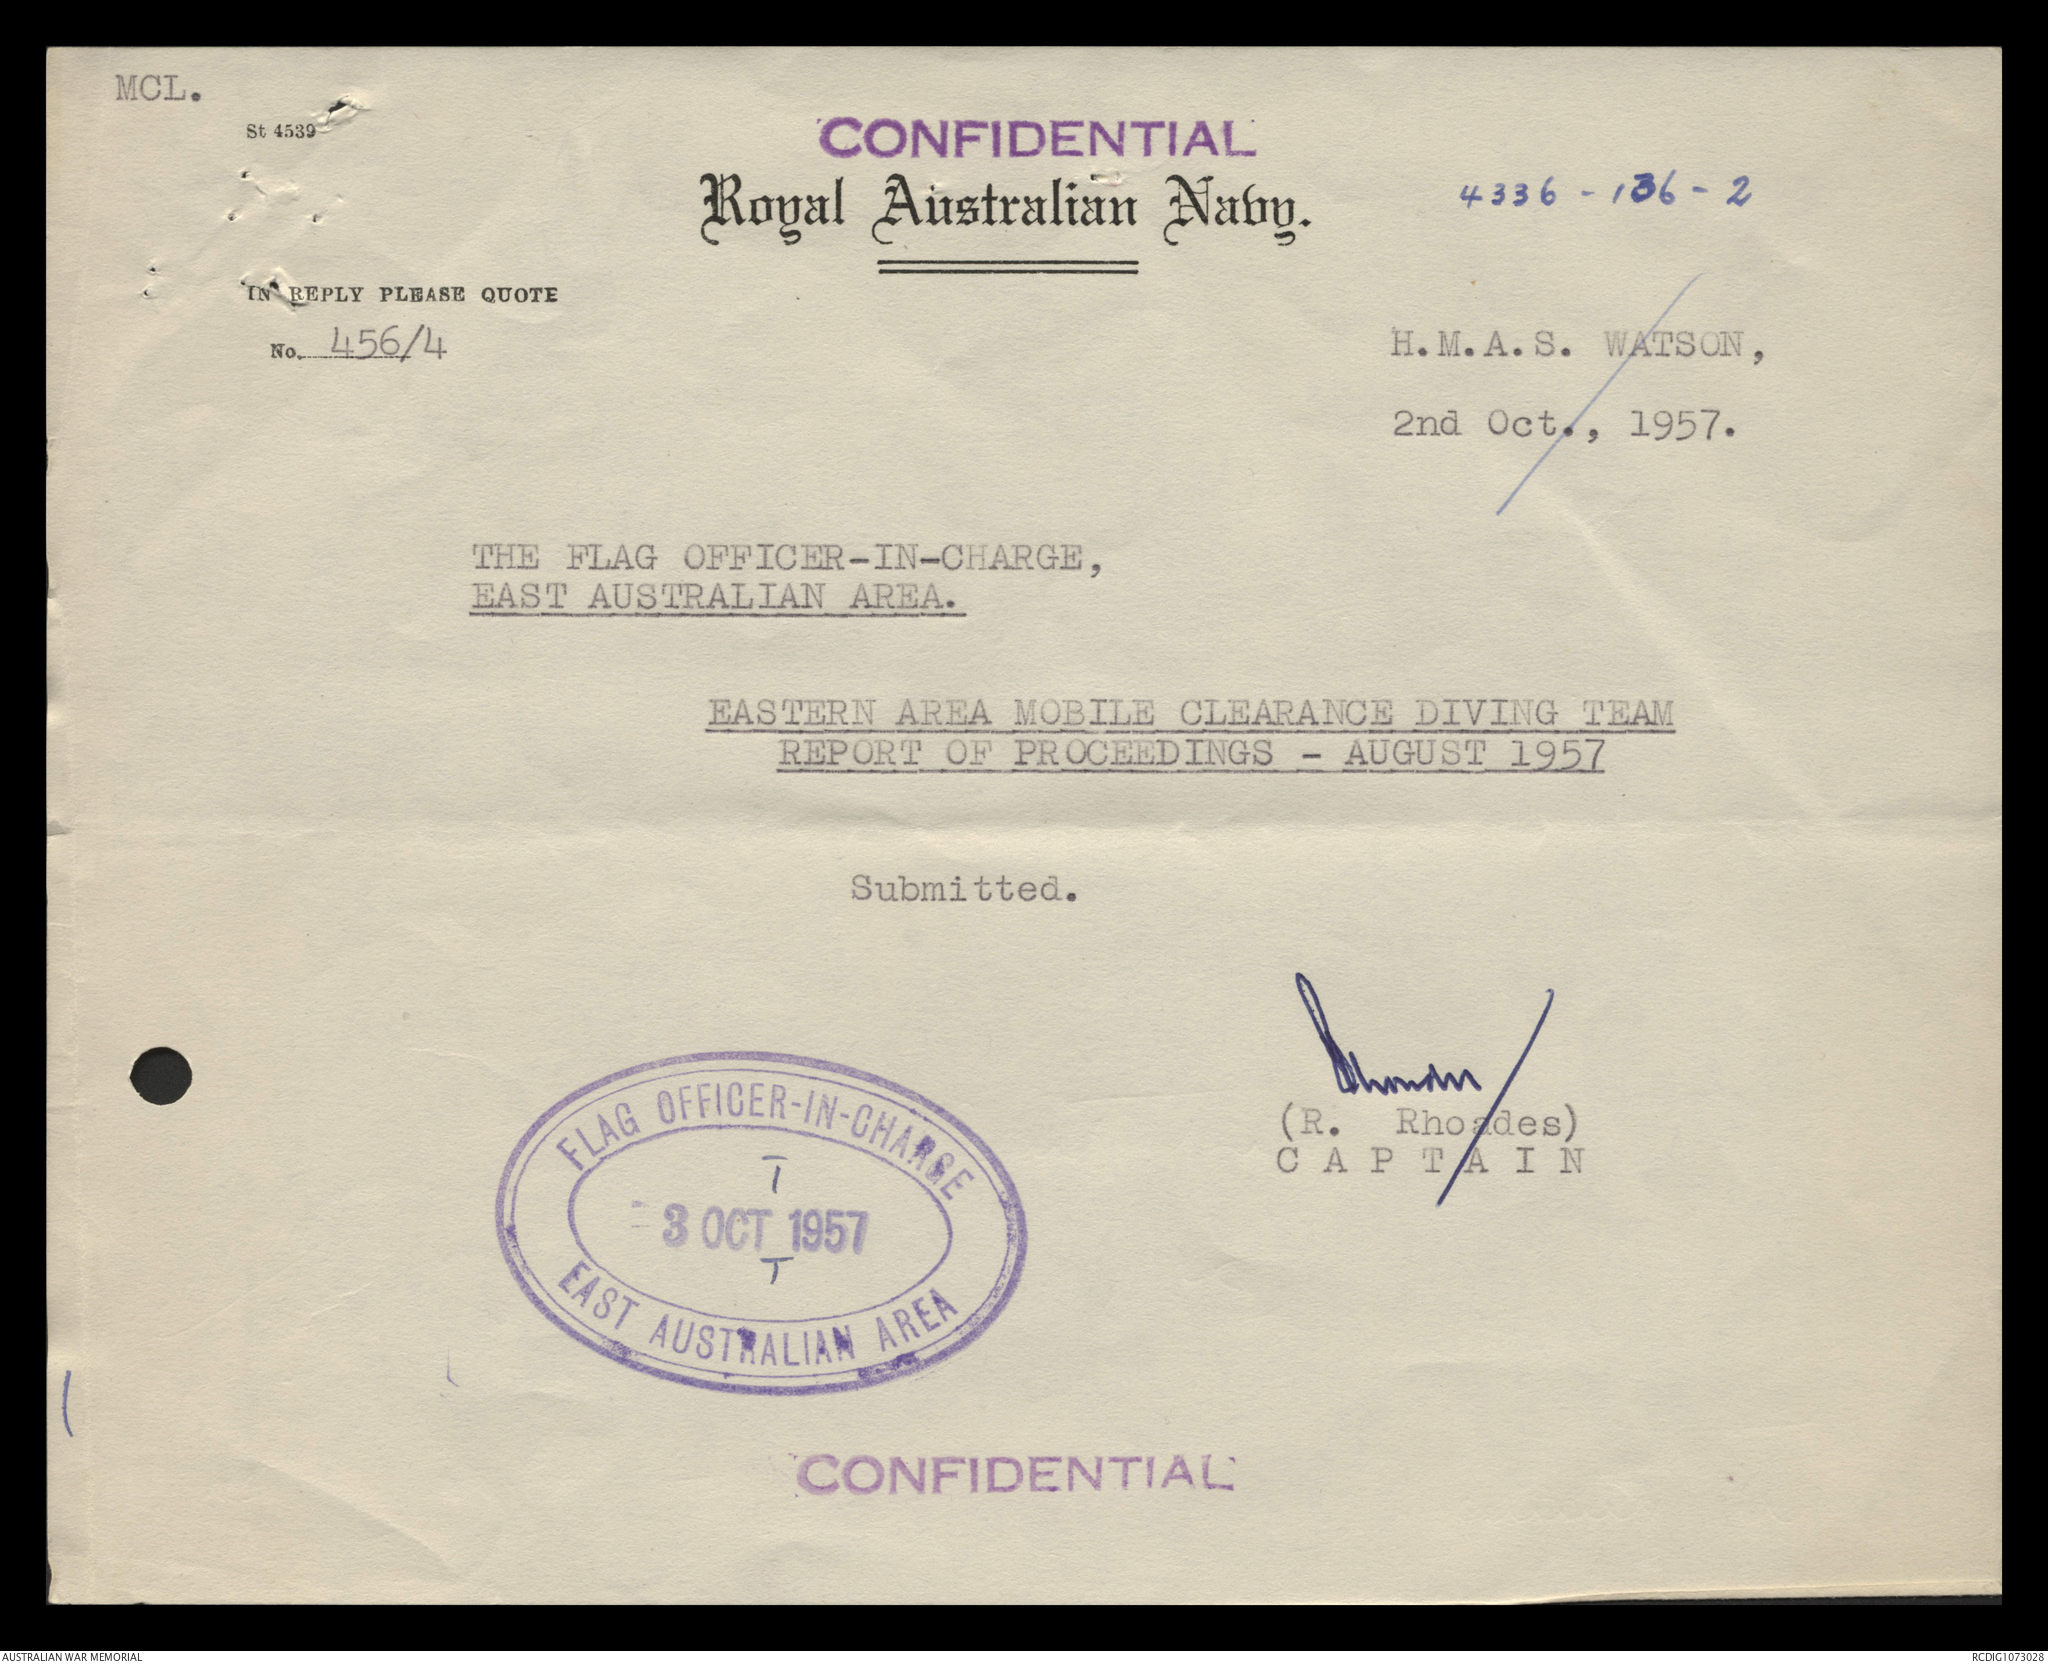 MCL.
St 4539
CONFIDENTIAL
Royal Australian Navy.
4336-136-2
IN REPLY PLEASE QUOTE
No. 456/4
H.M.A.S. WATSON,
2nd Oct., 1957.
THE FLAG OFFICER-IN-CHARGE,
EAST AUSTRALIAN AREA.
EASTERN AREA MOBILE CLEARANCE DIVING TEAM
REPORT OF PROCEEDINGS - AUGUST 1957
Submitted.
(R. Rhoades)
CAPTAIN
FLAG OFFICER-IN-CHARGE
-3 OCT 1957
EAST AUSTRALIAN AREA
CONFIDENTIAL
AUSTRALIAN WAR MEMORIAL
RCDIG1073028